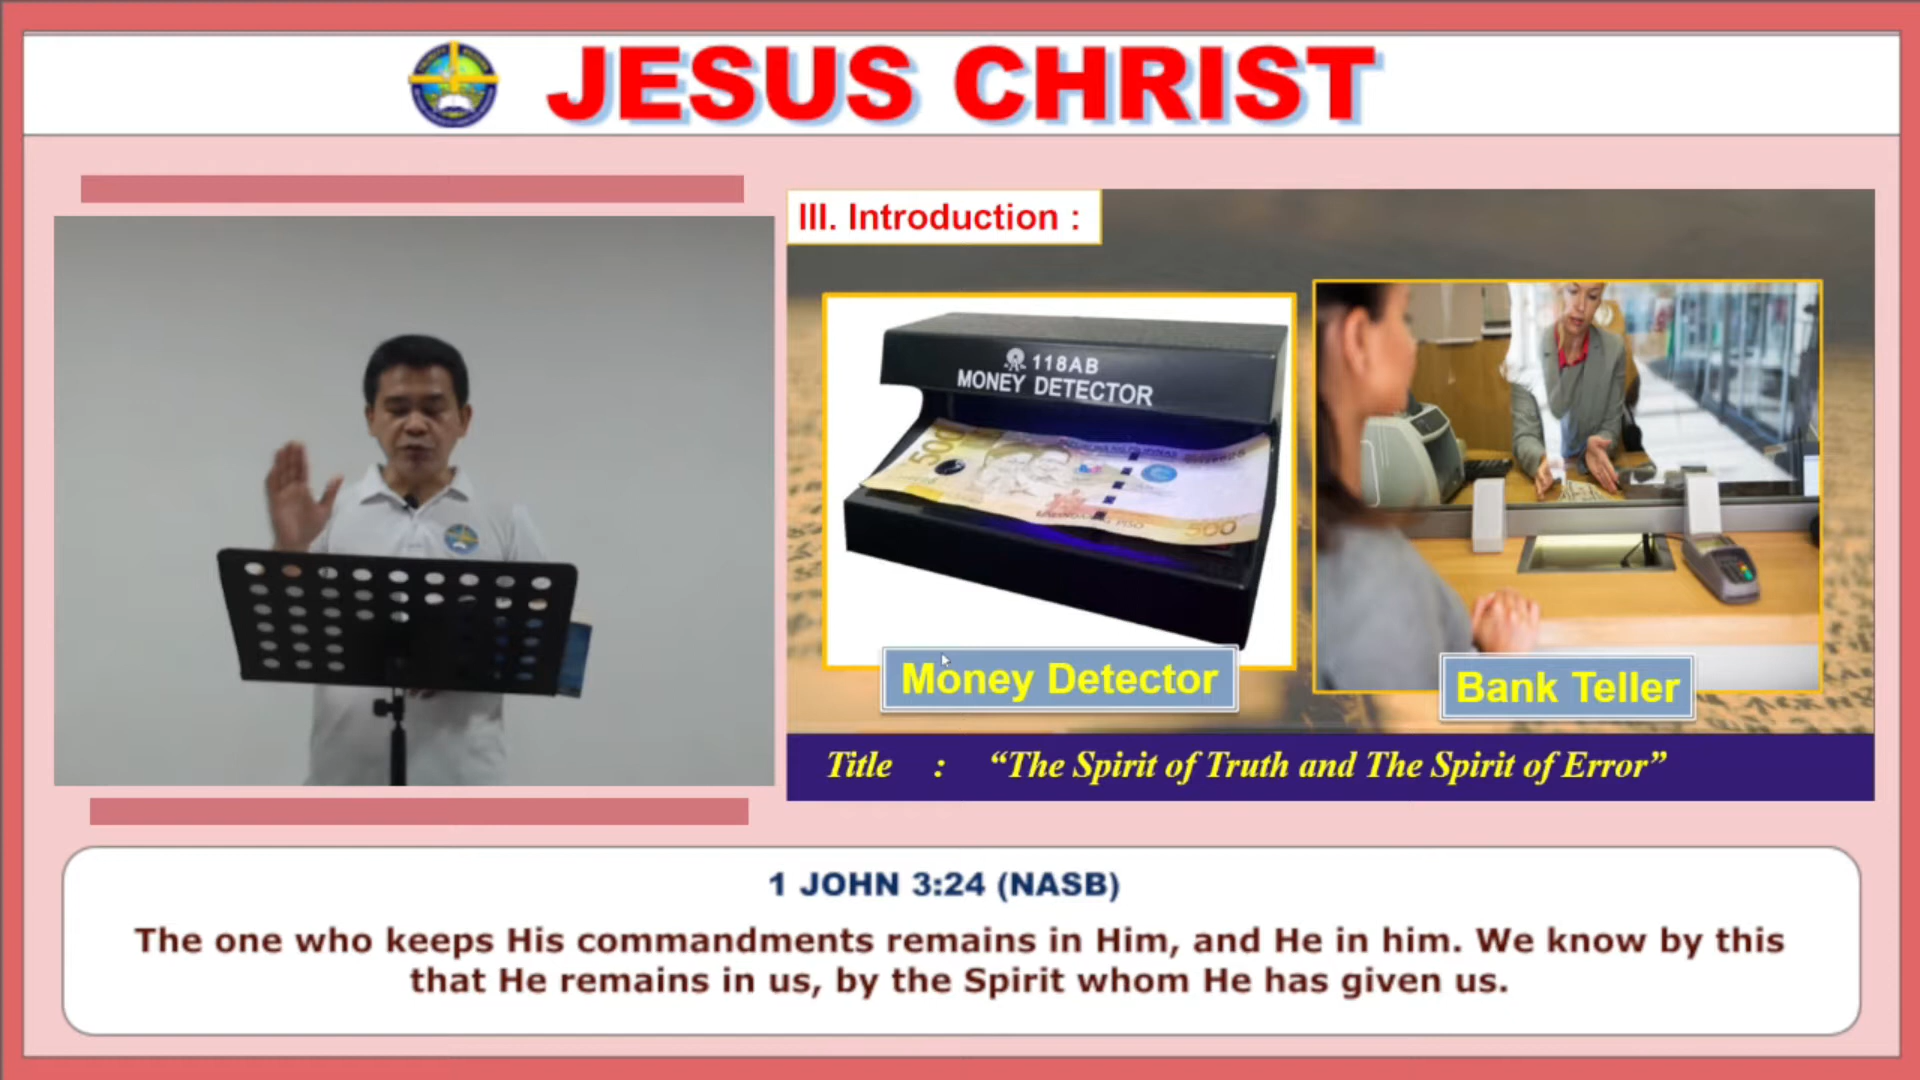 JESUS CHRIST
III. Introduction :
118AB
MONEY DETECTOR
500
500
Money Detector
Bank Teller
Title : “The Spirit of Truth and The Spirit of Error”
1 JOHN 3:24 (NASB)
The one who keeps His commandments remains in Him, and He in him. We know by this
that He remains in us, by the Spirit whom He has given us.